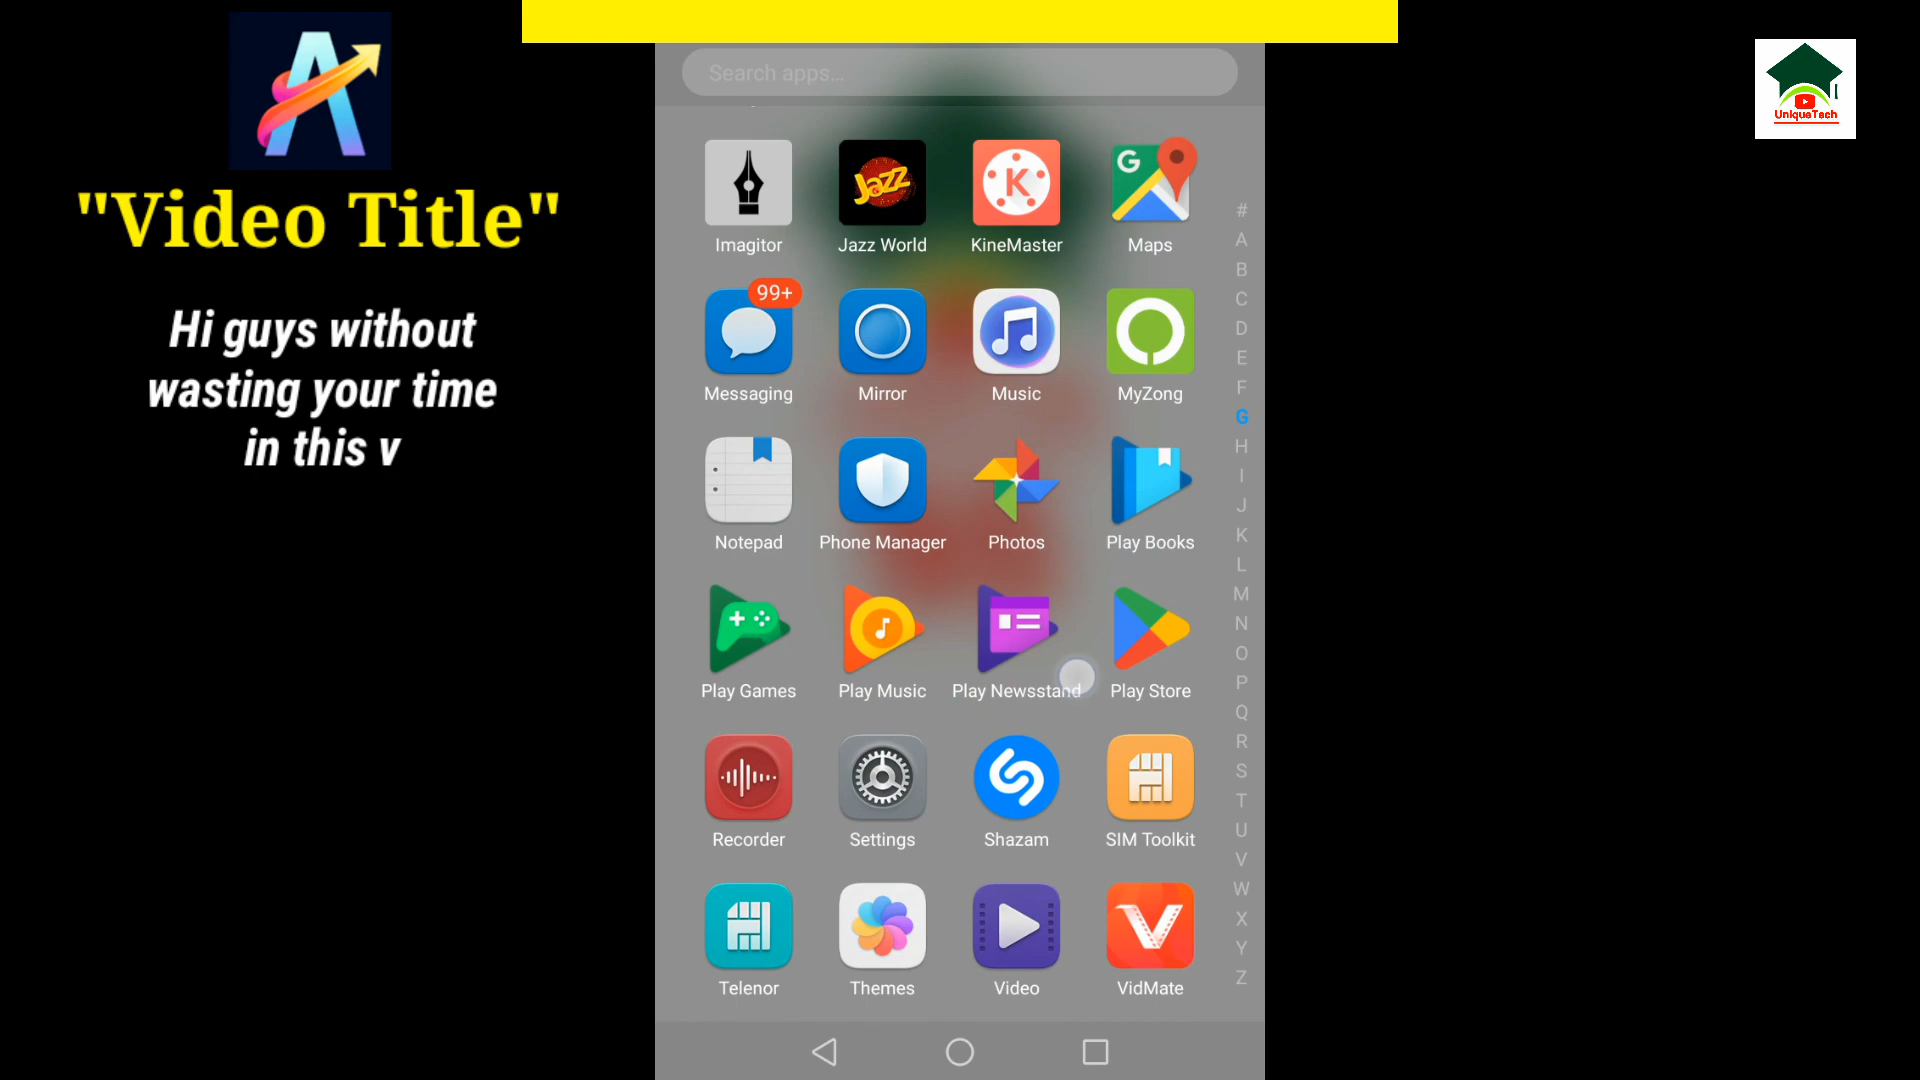 "Video Title"
Hi guys without
wasting your time
in this v
UniqueTech
Search apps...
Jazz
K
G
Imagitor
Jazz World
KineMaster
Maps
99+
Messaging
Mirror
Music
MyZong
Notepad
Phone Manager
Photos
Play Books
Play Games
Play Music
Play Newsstand
Play Store
Recorder
Settings
Shazam
SIM Toolkit
Telenor
Themes
Video
VidMate
#
A
B
C
D
E
F
G
H
I
J
K
L
M
N
O
P
Q
R
S
T
U
V
W
X
Y
Z